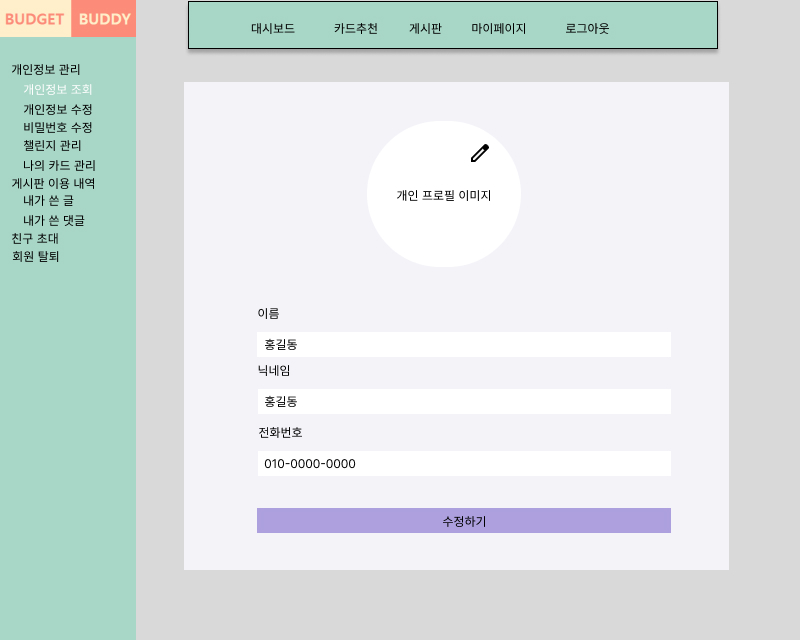 BUDGET BUDDY
대시보드 카드추천 게시판 마이페이지 로그아웃
개인정보 관리
개인정보 조회
개인정보 수정
비밀번호 수정
챌린지 관리
나의 카드 관리
게시판 이용 내역
내가 쓴 글
내가 쓴 댓글
친구 초대
회원 탈퇴
개인 프로필 이미지
이름
홍길동
닉네임
홍길동
전화번호
010-0000-0000
수정하기